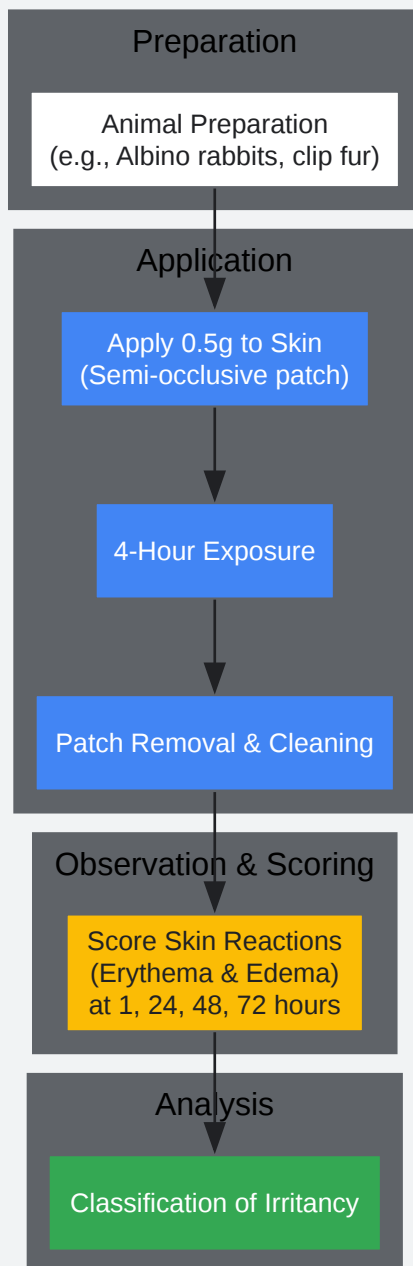 Preparation
Animal Preparation
(e.g., Albino rabbits, clip fur)
Application
Apply 0.5g to Skin
(Semi-occlusive patch)
4-Hour Exposure
Patch Removal & Cleaning
Observation & Scoring
Score Skin Reactions
(Erythema & Edema)
at 1, 24, 48, 72 hours
Analysis
Classification of Irritancy